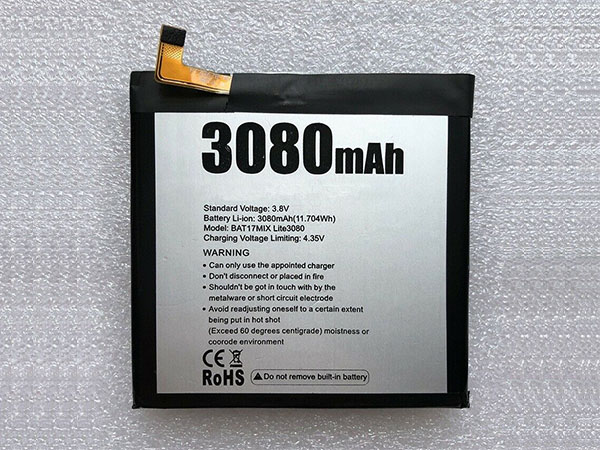 3080mAh
Standard Voltage: 3.8V
Battery Li-ion: 3080mAh(11.704Wh)
Model: BAT17MIX Lite3080
Charging Voltage Limiting: 4.35V
WARNING
• Can only use the appointed charger
• Don't disconnect or placed in fire
• Shouldn't be got in touch with by the
metalware or short circuit electrode
• Avoid readjusting oneself to a certain extent
being put in hot shot
(Exceed 60 degrees centigrade) moistness or
coorode environment
CE
RoHS
Do not remove built-in battery